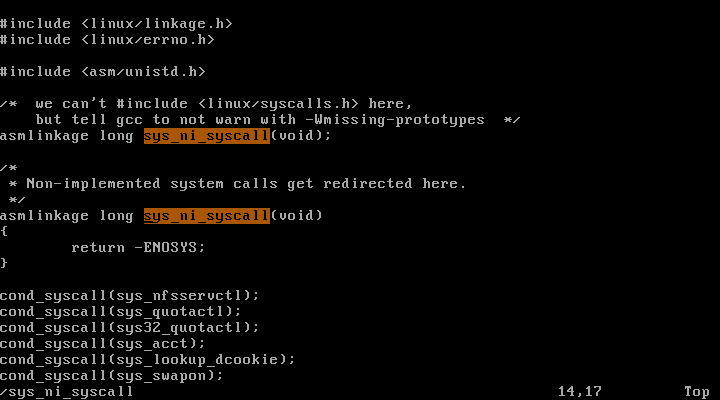 #include <linux/linkage.h>
#include <linux/errno.h>

#include <asm/unistd.h>

/*  we can't #include <linux/syscalls.h> here,
    but tell gcc to not warn with -Wmissing-prototypes  */
asmlinkage long sys_ni_syscall(void);

/*
 * Non-implemented system calls get redirected here.
 */
asmlinkage long sys_ni_syscall(void)
{
        return -ENOSYS;
}

cond_syscall(sys_nfsservctl);
cond_syscall(sys_quotactl);
cond_syscall(sys32_quotactl);
cond_syscall(sys_acct);
cond_syscall(sys_lookup_dcookie);
cond_syscall(sys_swapon);
/sys_ni_syscall                                               14,17         Top